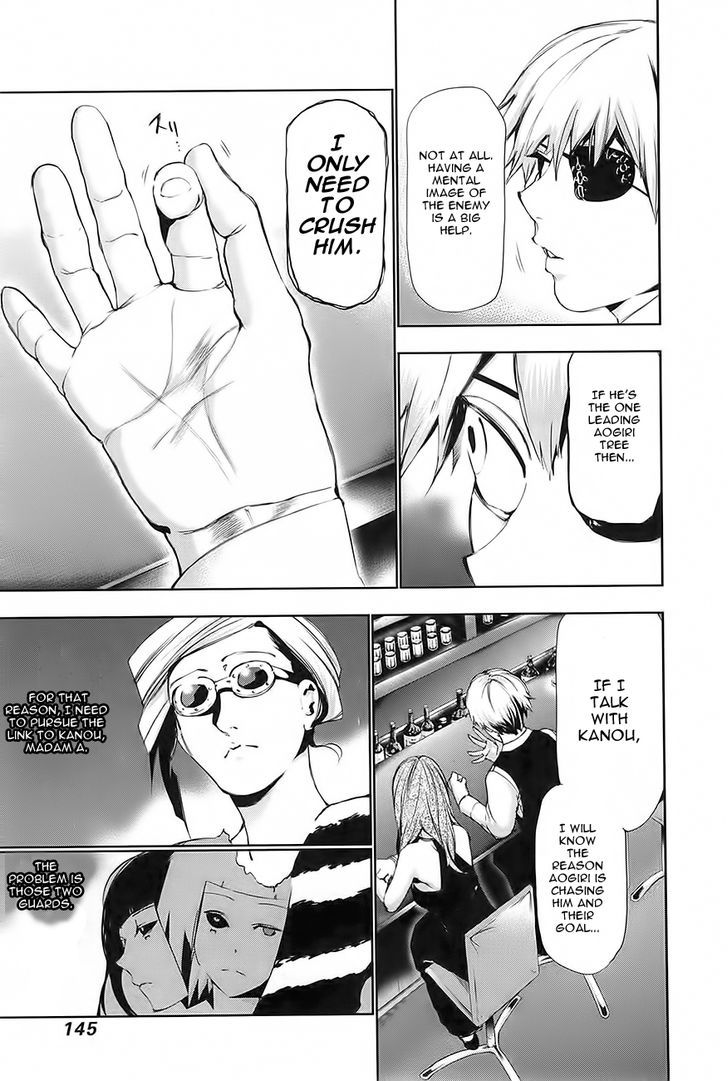 NOT AT ALL.
HAVING A
MENTAL
IMAGE OF
THE ENEMY
IS A BIG
HELP.
IF HE'S
THE ONE
LEADING
AOGIRI
TREE
THEN...
I
ONLY
NEED
TO
CRUSH
HIM.
ズリ
IF I
TALK
WITH
KANOU,
I WILL
KNOW THE
REASON
AOGIRI IS
CHASING
HIM AND
THEIR
GOAL...
FOR THAT
REASON, I NEED
TO PURSUE THE
LINK TO KANOU,
MADAM A.
THE
PROBLEM IS
THOSE TWO
GUARDS.
145